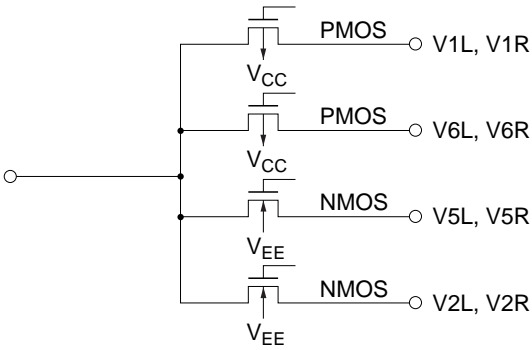 PMOS V1L, V1R
VCC
PMOS V6L, V6R
VCC
NMOS V5L, V5R
VEE
NMOS V2L, V2R
VEE